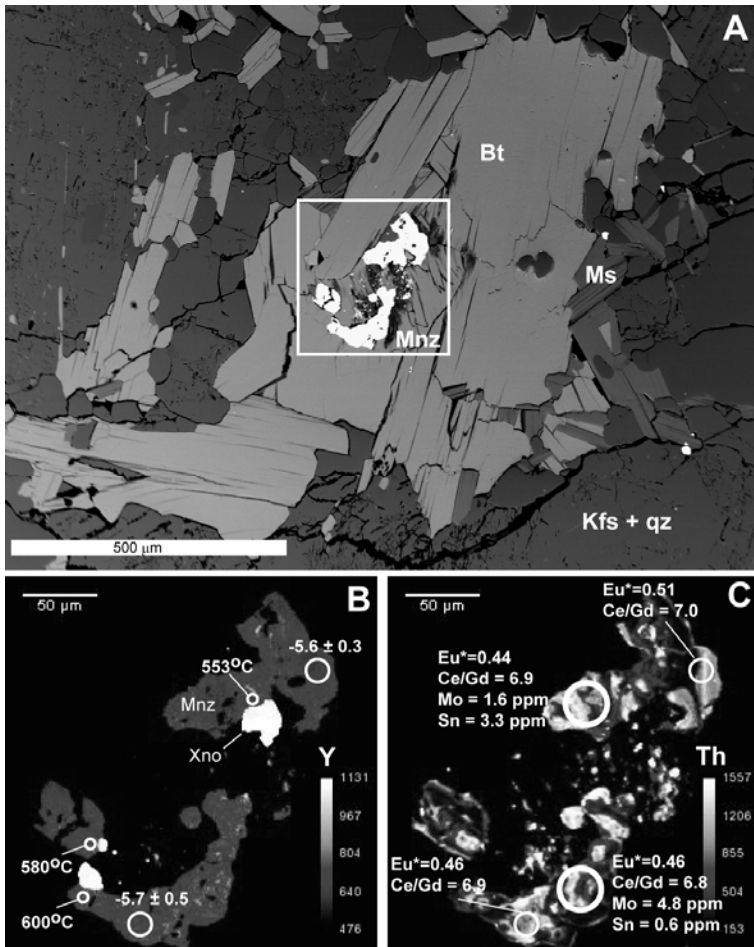 A
Bt
Ms
Mnz
Kfs + qz
500 µm
50 µm
B
-5.6 ± 0.3
553°C
Mnz
Xno
Y
1131
967
804
640
476
580°C
600°C
-5.7 ± 0.5
50 µm
C
Eu*=0.51
Ce/Gd = 7.0
Eu*=0.44
Ce/Gd = 6.9
Mo = 1.6 ppm
Sn = 3.3 ppm
Th
1557
1206
855
504
153
Eu*=0.46
Ce/Gd = 6.9
Eu*=0.46
Ce/Gd = 6.8
Mo = 4.8 ppm
Sn = 0.6 ppm